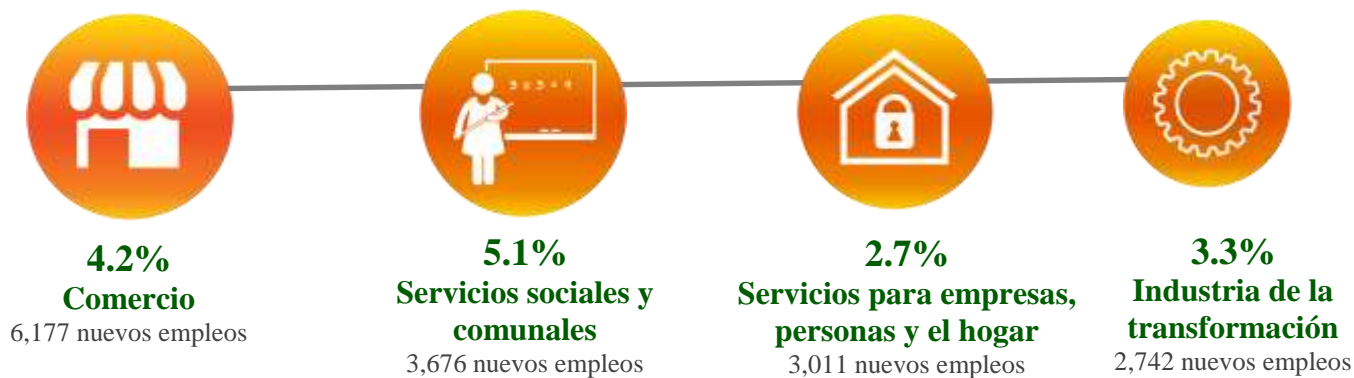 4.2%
Comercio
6,177 nuevos empleos
5.1%
Servicios sociales y
comunales
3,676 nuevos empleos
2.7%
Servicios para empresas,
personas y el hogar
3,011 nuevos empleos
3.3%
Industria de la
transformación
2,742 nuevos empleos